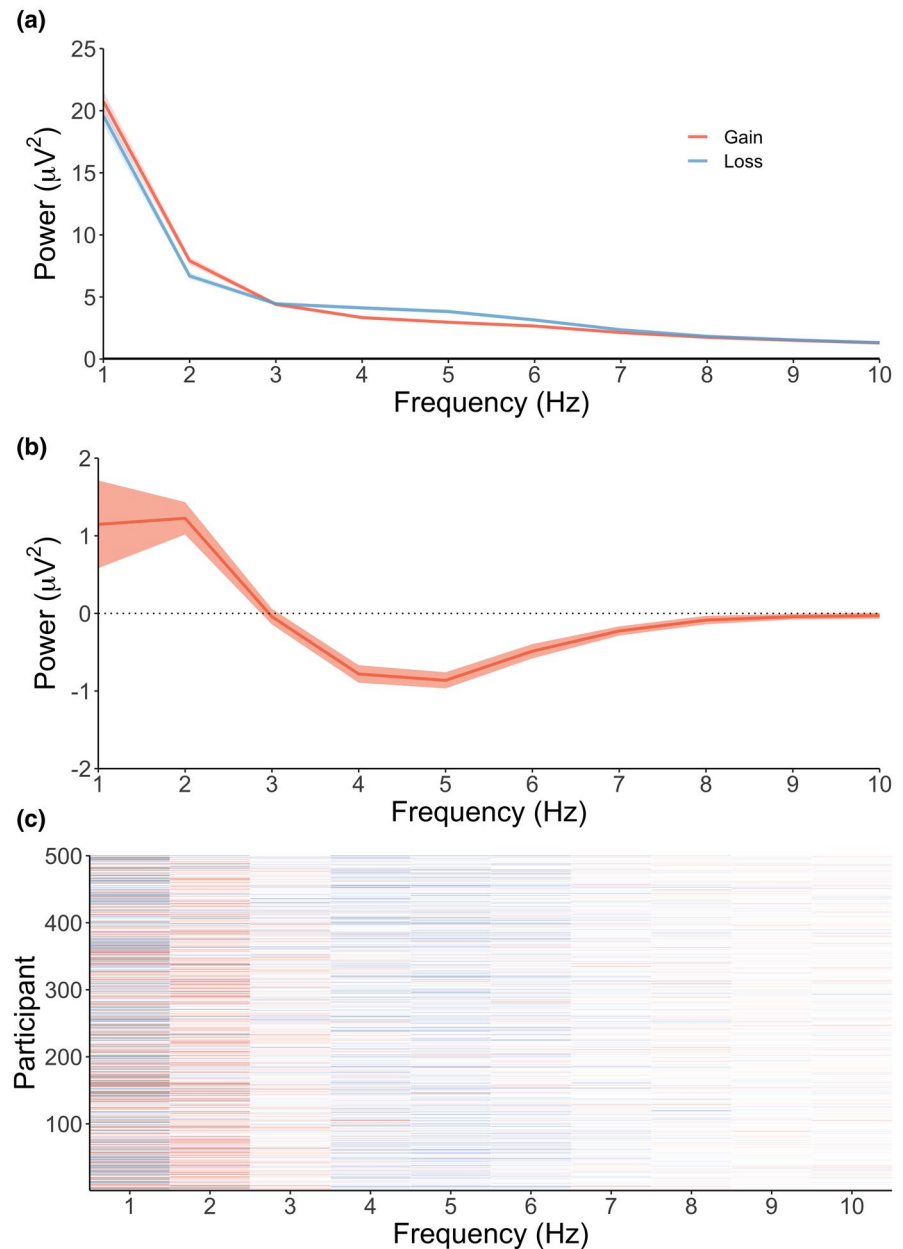 (a)
25
20
15
10
5
0
Power (μV²)
Gain
Loss
1 2 3 4 5 6 7 8 9 10
Frequency (Hz)
(b)
2
1
0
-1
-2
Power (μV²)
1 2 3 4 5 6 7 8 9 10
Frequency (Hz)
(c)
500
400
300
200
100
Participant
1 2 3 4 5 6 7 8 9 10
Frequency (Hz)